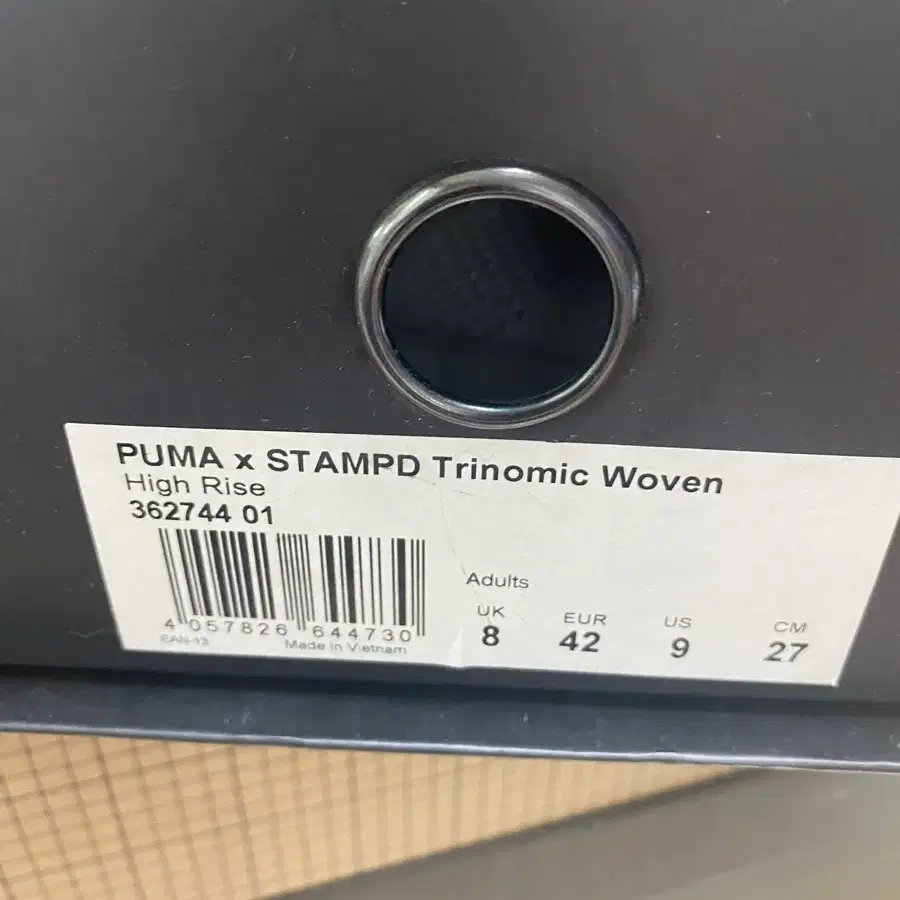 PUMA x STAMPD Trinomic Woven
High Rise
362744 01
4 057826 644730
EAN-13
Made in Vietnam
Adults
UK EUR US CM
8 42 9 27